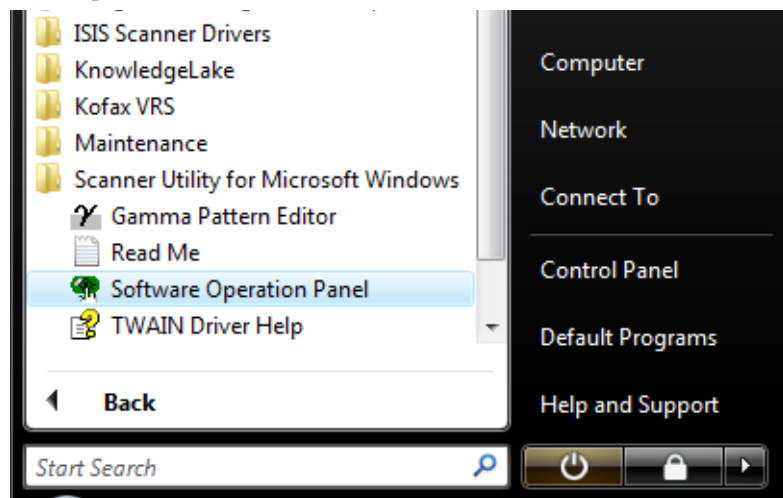 ISIS Scanner Drivers
KnowledgeLake
Kofax VRS
Maintenance
Scanner Utility for Microsoft Windows
Gamma Pattern Editor
Read Me
Software Operation Panel
TWAIN Driver Help
Back
Start Search
Computer
Network
Connect To
Control Panel
Default Programs
Help and Support